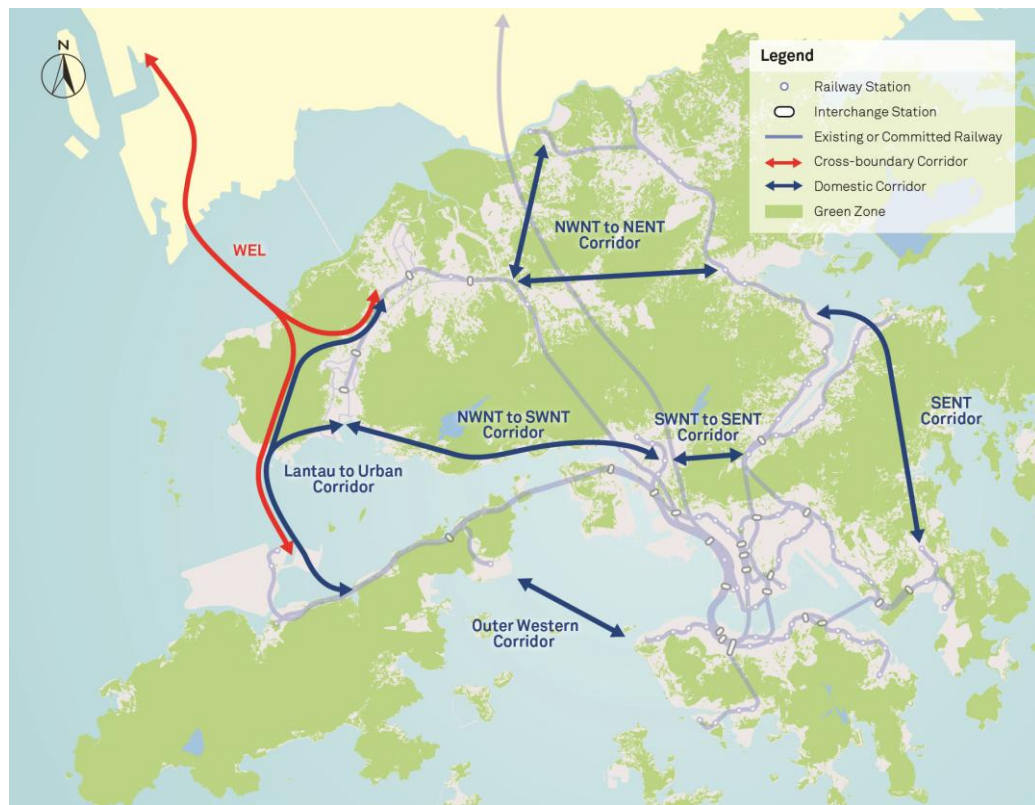 N
Legend
Railway Station
Interchange Station
Existing or Committed Railway
Cross-boundary Corridor
Domestic Corridor
Green Zone
WEL
NWNT to NENT
Corridor
NWNT to SWNT
Corridor
SWNT to SENT
Corridor
SENT
Corridor
Lantau to Urban
Corridor
Outer Western
Corridor